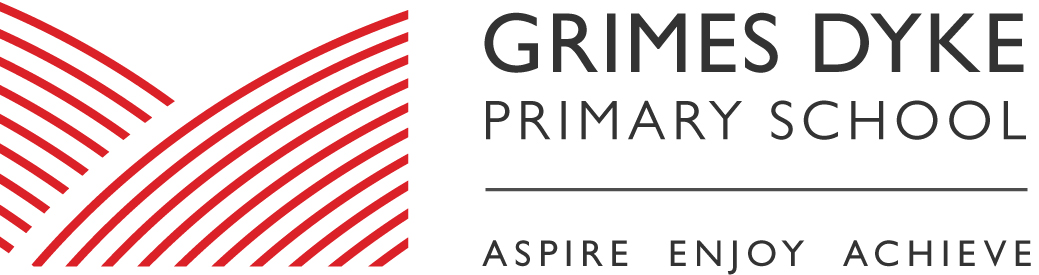 GRIMES DYKE
PRIMARY SCHOOL
ASPIRE ENJOY ACHIEVE